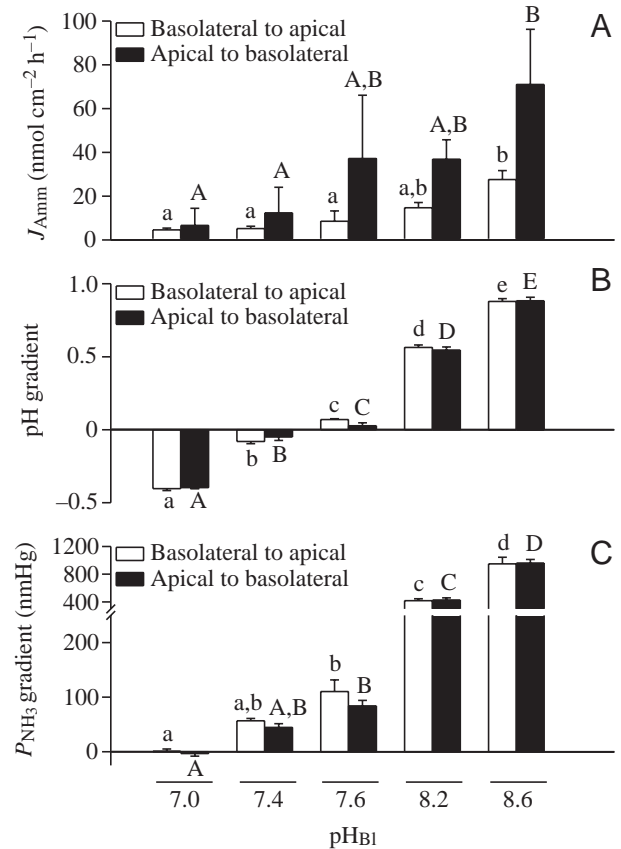 A
100
Basolateral to apical
Apical to basolateral
80
60
40
20
0
J_Amm (nmol cm⁻² h⁻¹)
a A a A a A,B a,b A,B b B
B
1.0
Basolateral to apical
Apical to basolateral
0.5
0
–0.5
pH gradient
a A b B c C d D e E
C
1200
800
400
Basolateral to apical
Apical to basolateral
200
100
0
P_NH₃ gradient (nmHg)
a A a,b A,B b B c C d D
7.0 7.4 7.6 8.2 8.6
pH_Bl